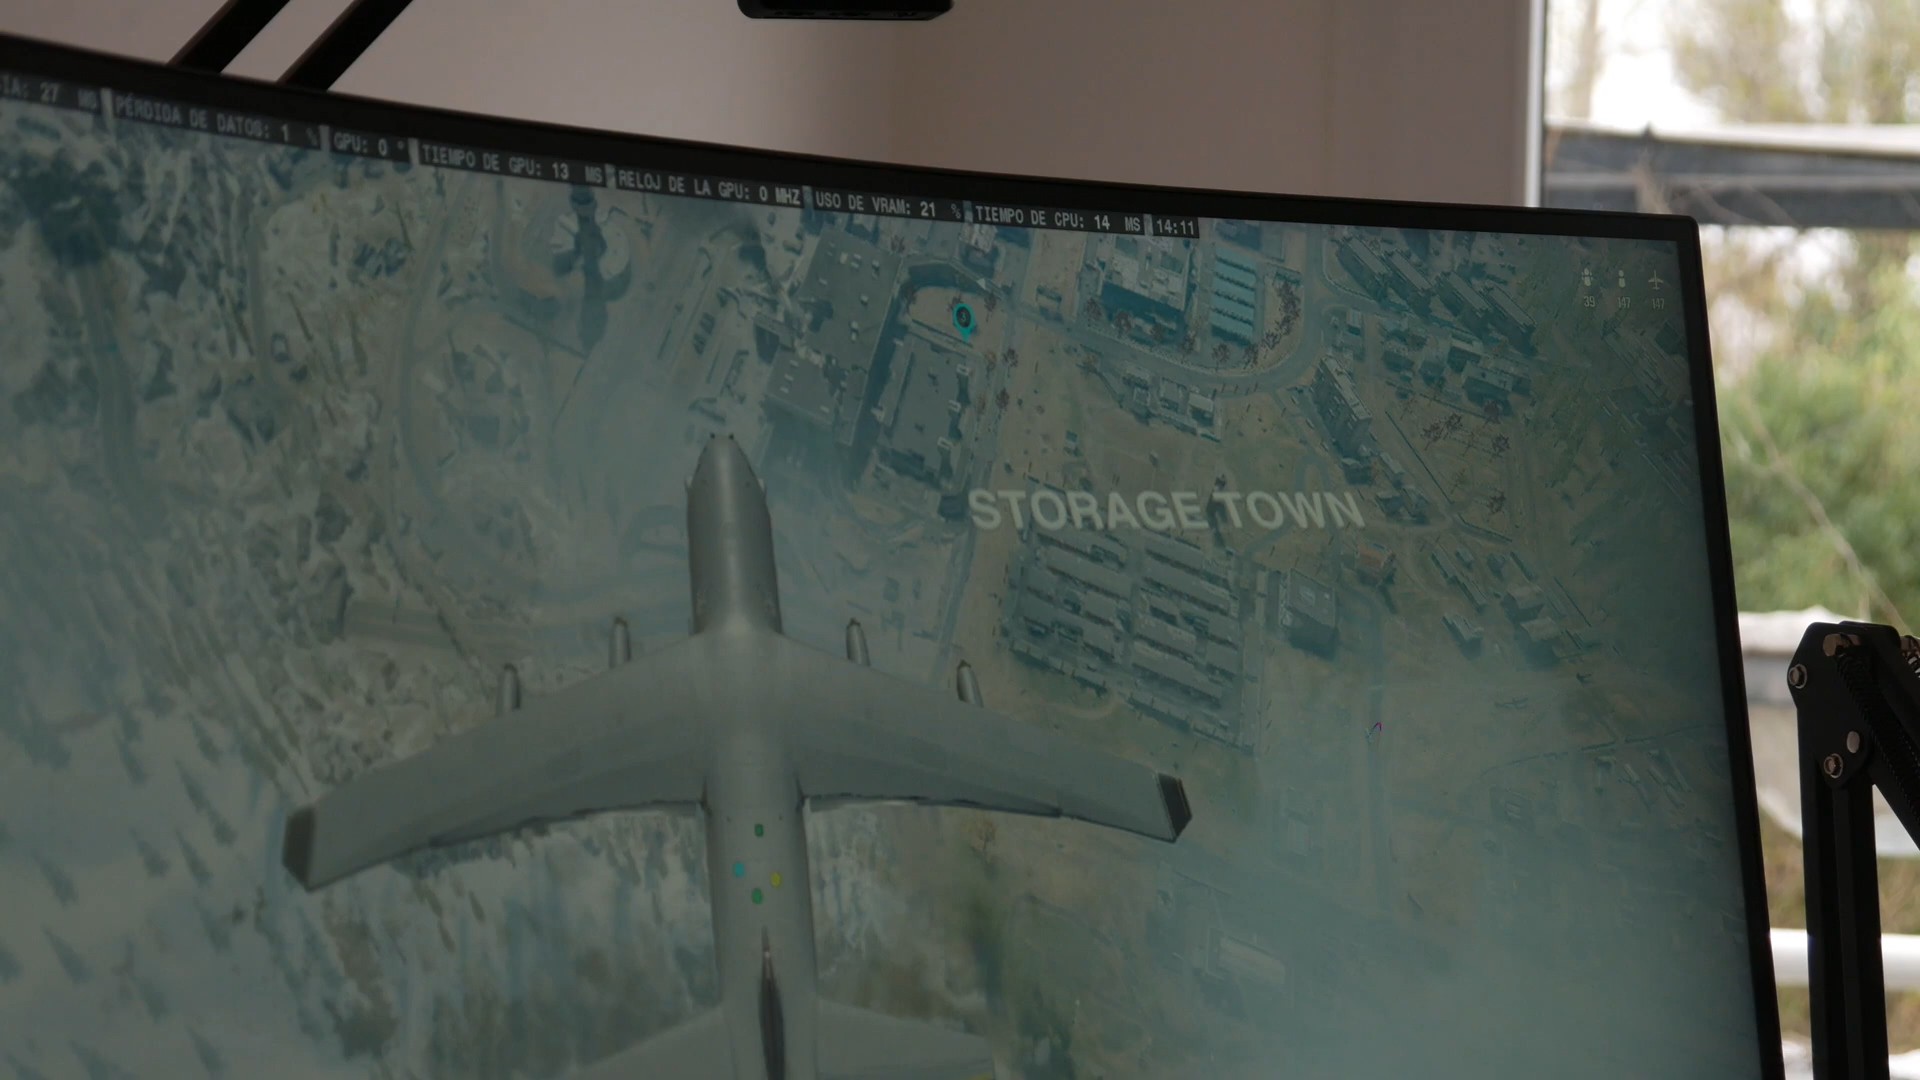 IA: 27 MS PÉRDIDA DE DATOS: 1 % GPU: 0 ° TIEMPO DE GPU: 13 MS RELOJ DE LA GPU: 0 MHZ USO DE VRAM: 21 % TIEMPO DE CPU: 14 MS 14:11
39 147 147
STORAGE TOWN